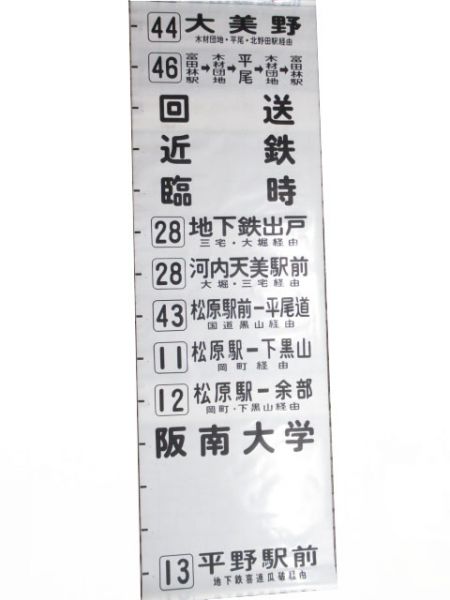 44 大美野
木材団地・平尾・北野田駅経由
46 富田林駅→木材団地→平尾→木材団地→富田林駅
回送
近鉄
臨時
28 地下鉄出戸
三宅・大堀経由
28 河内天美駅前
大堀・三宅経由
43 松原駅前ー平尾道
国道黒山経由
11 松原駅ー下黒山
岡町経由
12 松原駅ー余部
岡町・下黒山経由
阪南大学
13 平野駅前
地下鉄喜連瓜破経由